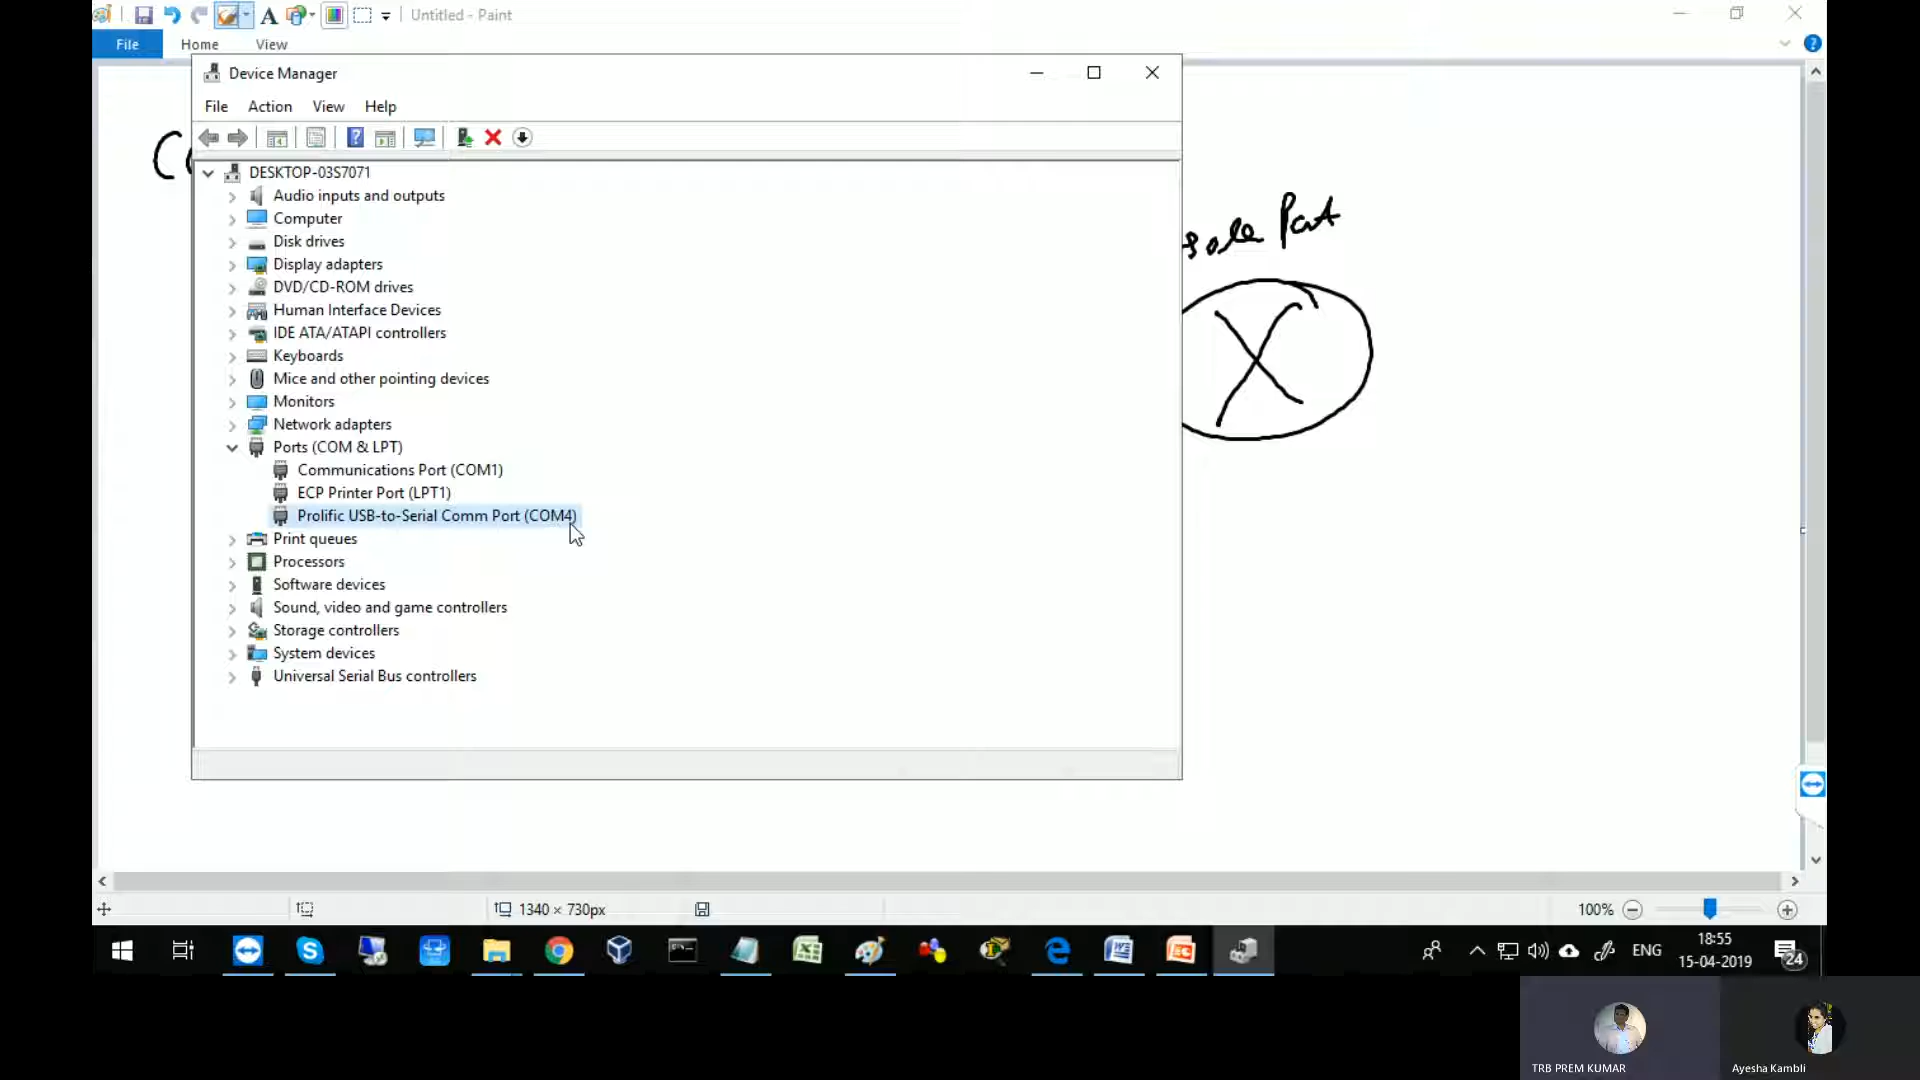 Untitled - Paint
File Home View
Device Manager
File Action View Help
DESKTOP-03S7071
Audio inputs and outputs
Computer
Disk drives
Display adapters
DVD/CD-ROM drives
Human Interface Devices
IDE ATA/ATAPI controllers
Keyboards
Mice and other pointing devices
Monitors
Network adapters
Ports (COM & LPT)
Communications Port (COM1)
ECP Printer Port (LPT1)
Prolific USB-to-Serial Comm Port (COM4)
Print queues
Processors
Software devices
Sound, video and game controllers
Storage controllers
System devices
Universal Serial Bus controllers
sole Port
1340 × 730px
100%
ENG
18:55
15-04-2019
24
TRB PREM KUMAR
Ayesha Kambli